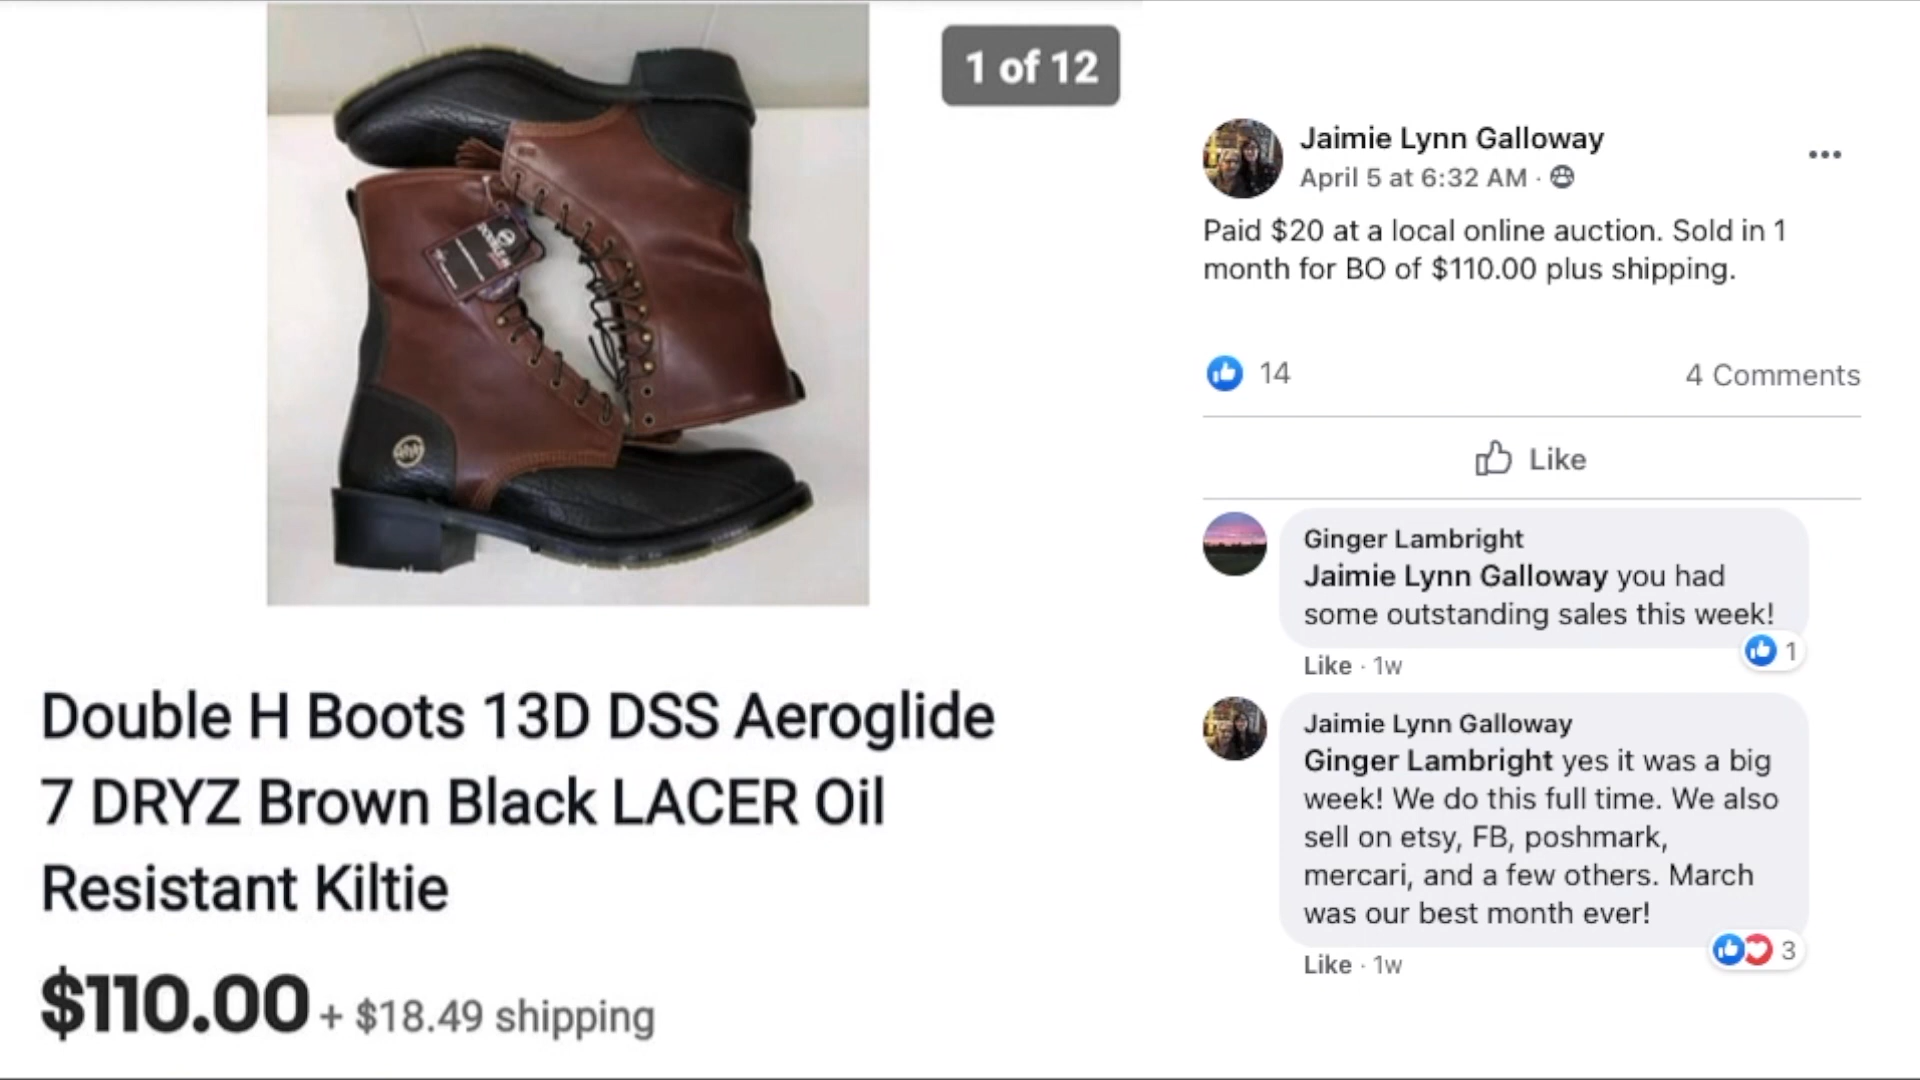 1 of 12
Double H Boots 13D DSS Aeroglide
7 DRYZ Brown Black LACER Oil
Resistant Kiltie
$110.00 + $18.49 shipping
Jaimie Lynn Galloway
April 5 at 6:32 AM ·
Paid $20 at a local online auction. Sold in 1
month for BO of $110.00 plus shipping.
14
4 Comments
Like
Ginger Lambright
Jaimie Lynn Galloway you had
some outstanding sales this week!
1
Like · 1w
Jaimie Lynn Galloway
Ginger Lambright yes it was a big
week! We do this full time. We also
sell on etsy, FB, poshmark,
mercari, and a few others. March
was our best month ever!
3
Like · 1w